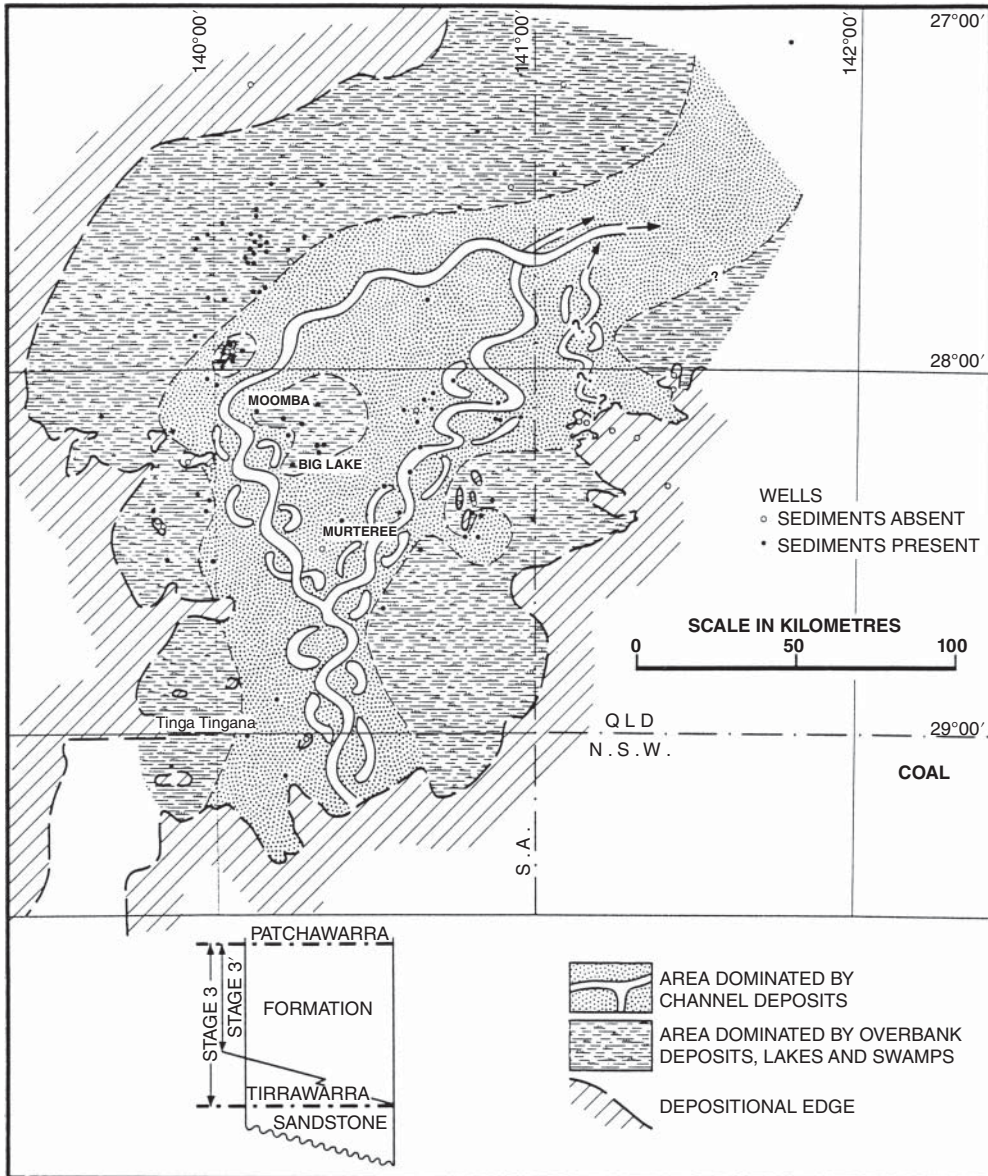 140°00′
141°00′
142°00′
27°00′
28°00′
MOOMBA
BIG LAKE
MURTEREE
WELLS
SEDIMENTS ABSENT
SEDIMENTS PRESENT
SCALE IN KILOMETRES
0 50 100
Tinga Tingana
QLD
29°00′
N.S.W.
COAL
S.A.
?
?
?
?
?
PATCHAWARRA
STAGE 3
STAGE 3′
FORMATION
TIRRAWARRA
SANDSTONE
AREA DOMINATED BY
CHANNEL DEPOSITS
AREA DOMINATED BY OVERBANK
DEPOSITS, LAKES AND SWAMPS
DEPOSITIONAL EDGE